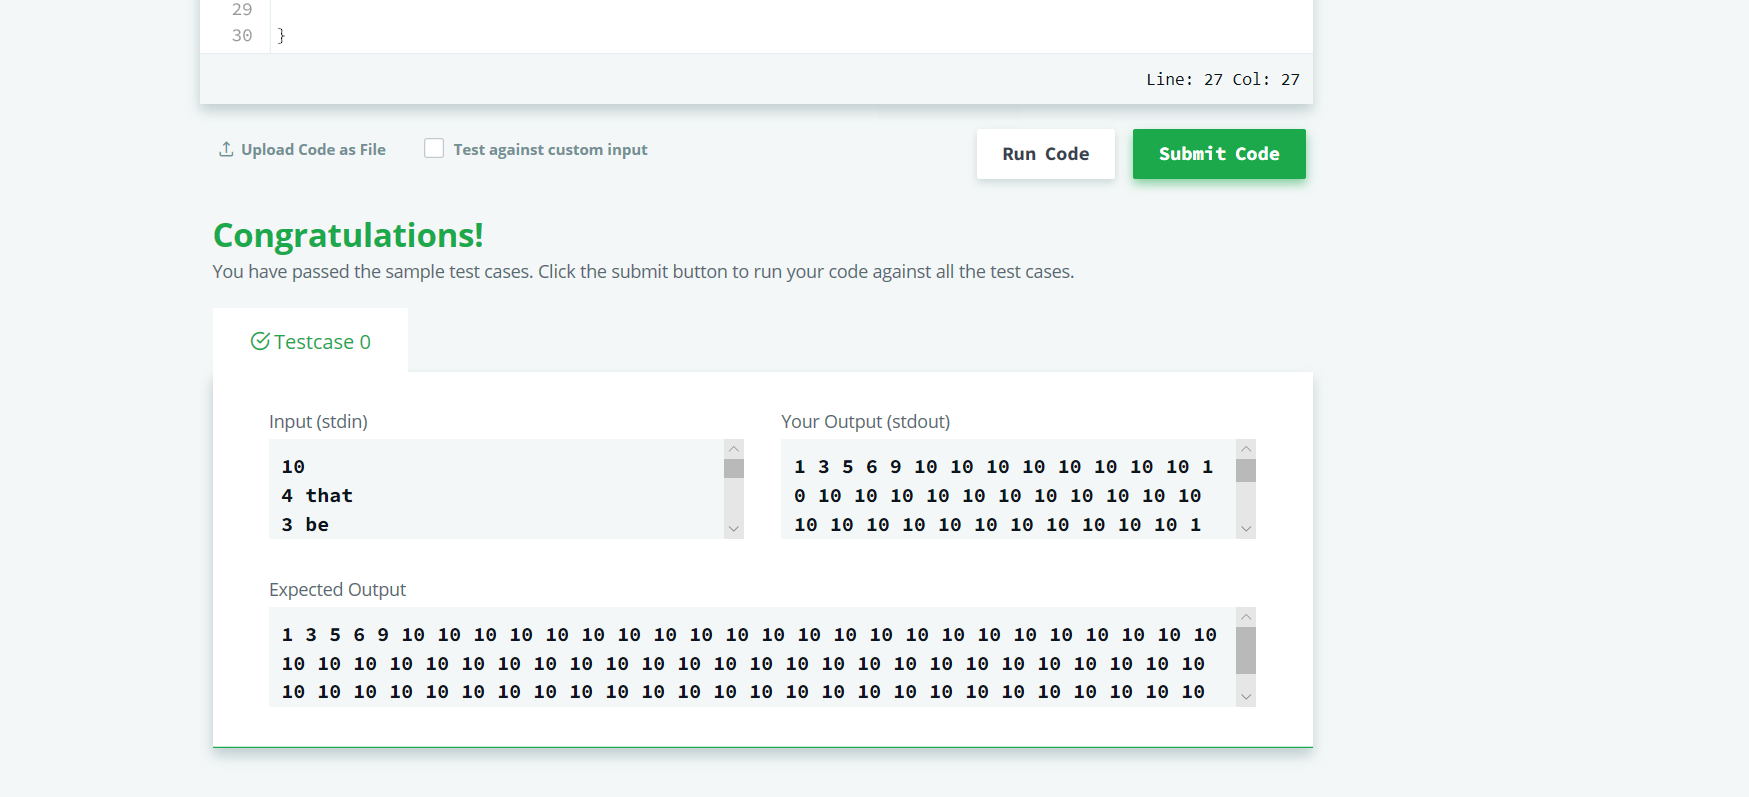 29
30 }
Line: 27 Col: 27
Upload Code as File
Test against custom input
Run Code
Submit Code
Congratulations!
You have passed the sample test cases. Click the submit button to run your code against all the test cases.
Testcase 0
Input (stdin)
10
4 that
3 be
Your Output (stdout)
1 3 5 6 9 10 10 10 10 10 10 10 10 1
0 10 10 10 10 10 10 10 10 10 10 10
10 10 10 10 10 10 10 10 10 10 10 1
Expected Output
1 3 5 6 9 10 10 10 10 10 10 10 10 10 10 10 10 10 10 10 10 10 10 10 10 10 10 10
10 10 10 10 10 10 10 10 10 10 10 10 10 10 10 10 10 10 10 10 10 10 10 10 10 10
10 10 10 10 10 10 10 10 10 10 10 10 10 10 10 10 10 10 10 10 10 10 10 10 10 10